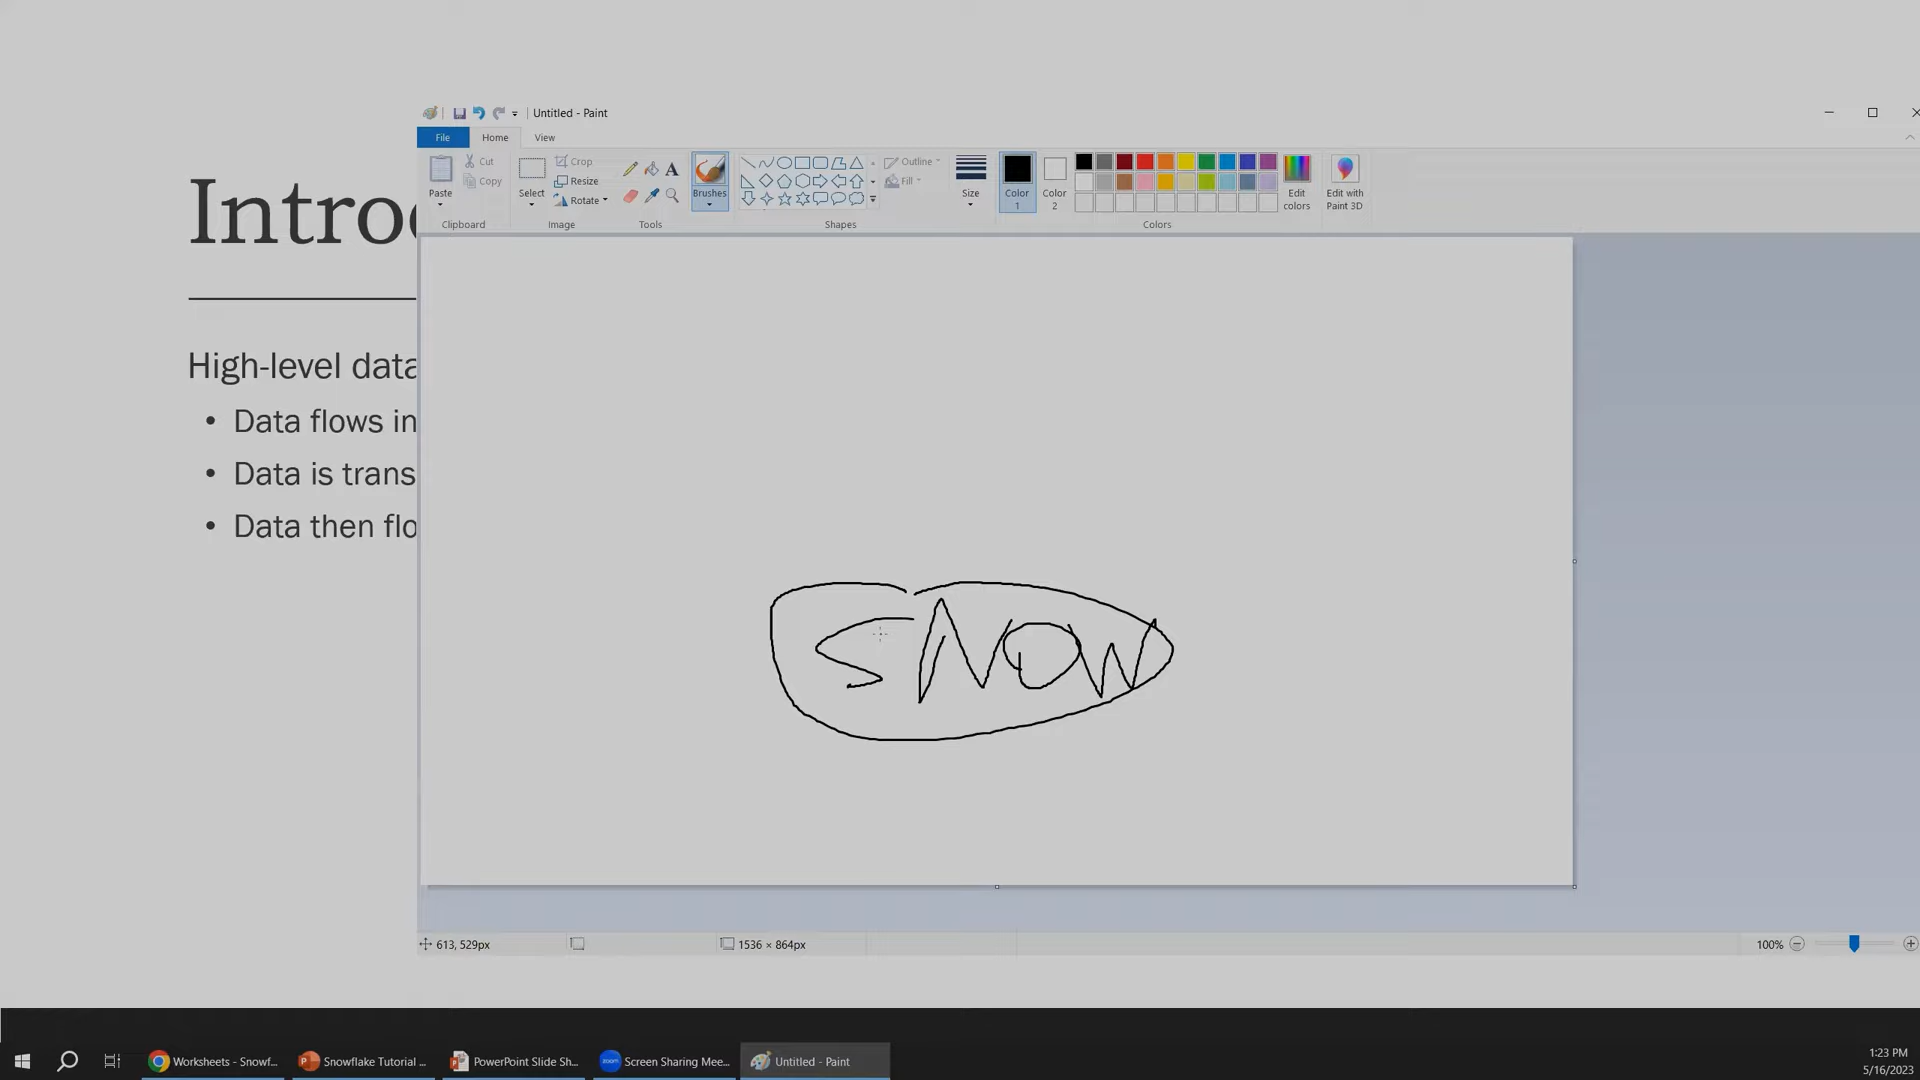 Untitled - Paint
File Home View
Introd
High-level data
• Data flows in
• Data is trans
• Data then flo
Paste
Cut
Copy
Clipboard
Select
Crop
Resize
Rotate
Image
A
Tools
Brushes
Outline
Fill
Shapes
Size
Color
1
Color
2
Edit
colors
Colors
Edit with
Paint 3D
SNOW
613, 529px
1536 × 864px
100%
Worksheets - Snowf...
Snowflake Tutorial ...
PowerPoint Slide Sh...
zoom
Screen Sharing Mee...
Untitled - Paint
1:23 PM
5/16/2023